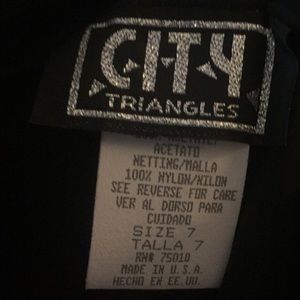 CITY
TRIANGLES
ACETATO
NETTING/MALLA
100% NYLON/NILON
SEE REVERSE FOR CARE
VER AL DORSO PARA
CUIDADO
SIZE 7
TALLA 7
RN# 75010
MADE IN U.S.A.
HECHO EN EE.UU.